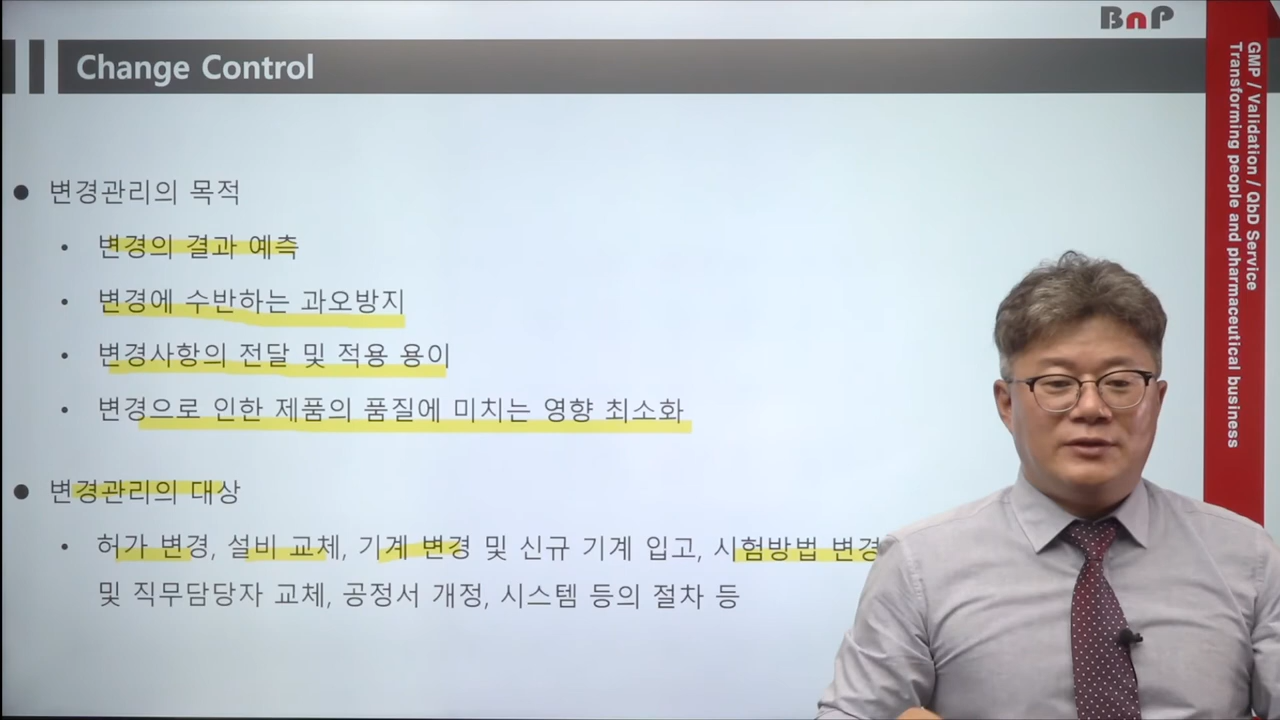 BnP
Change Control
GMP / Validation / QbD Service
Transforming people and pharmaceutical business
● 변경관리의 목적
• 변경의 결과 예측
• 변경에 수반하는 과오방지
• 변경사항의 전달 및 적용 용이
• 변경으로 인한 제품의 품질에 미치는 영향 최소화
● 변경관리의 대상
• 허가 변경, 설비 교체, 기계 변경 및 신규 기계 입고, 시험방법 변경
및 직무담당자 교체, 공정서 개정, 시스템 등의 절차 등